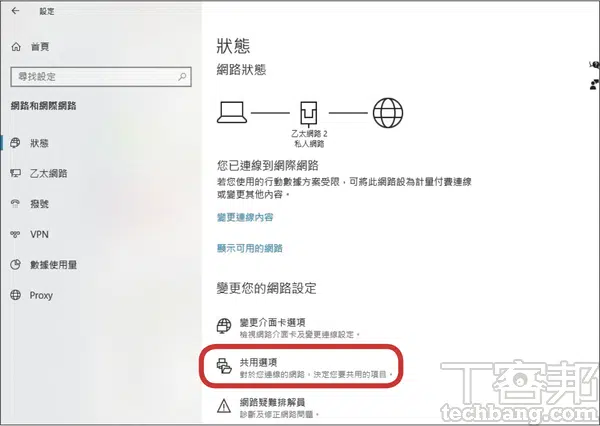 設定
首頁
尋找設定
網路和網際網路
狀態
乙太網路
撥號
VPN
數據使用量
Proxy
狀態
網路狀態
乙太網路 2
私人網路
您已連線到網際網路
若您使用的行動數據方案受限，可將此網路設為計量付費連線
或變更其他內容。
變更連線內容
顯示可用的網路
變更您的網路設定
變更介面卡選項
檢視網路介面卡及變更連線設定。
共用選項
對於您連線的網路，決定您要共用的項目。
網路疑難排解員
診斷及修正網路問題。
T客邦
techbang.com